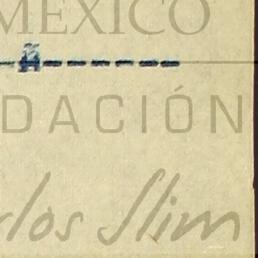 MÉXICO
-Ñ------
DACIÓN
rlos Slim